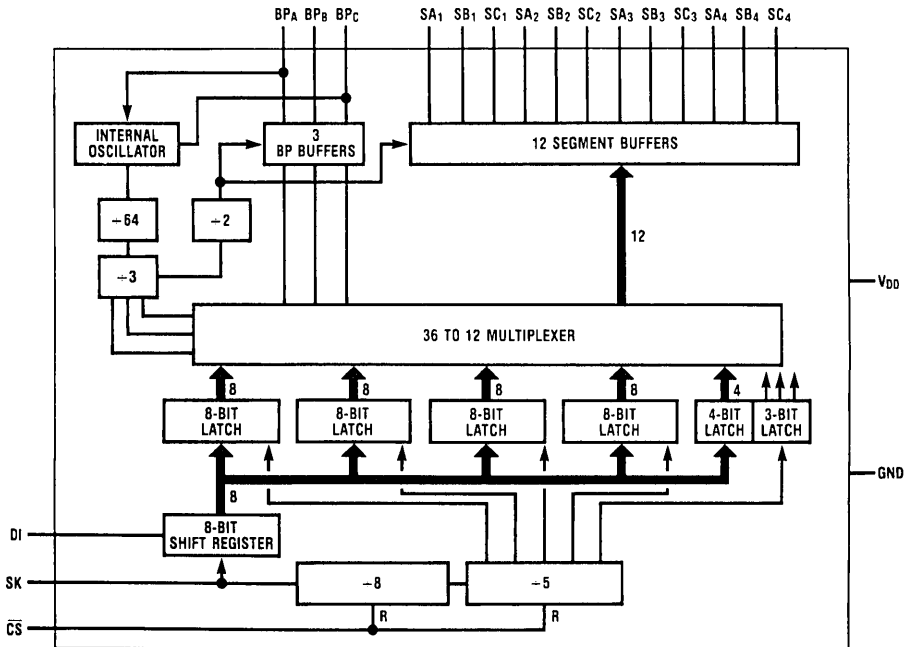 BPA BPB BPC SA1 SB1 SC1 SA2 SB2 SC2 SA3 SB3 SC3 SA4 SB4 SC4
INTERNAL
OSCILLATOR
3
BP BUFFERS
12 SEGMENT BUFFERS
÷64
÷2
12
÷3
VDD
36 TO 12 MULTIPLEXER
8 8 8 8 4
8-BIT
LATCH
8-BIT
LATCH
8-BIT
LATCH
8-BIT
LATCH
4-BIT
LATCH
3-BIT
LATCH
GND
8
DI
8-BIT
SHIFT REGISTER
SK
÷8
÷5
R R
CS